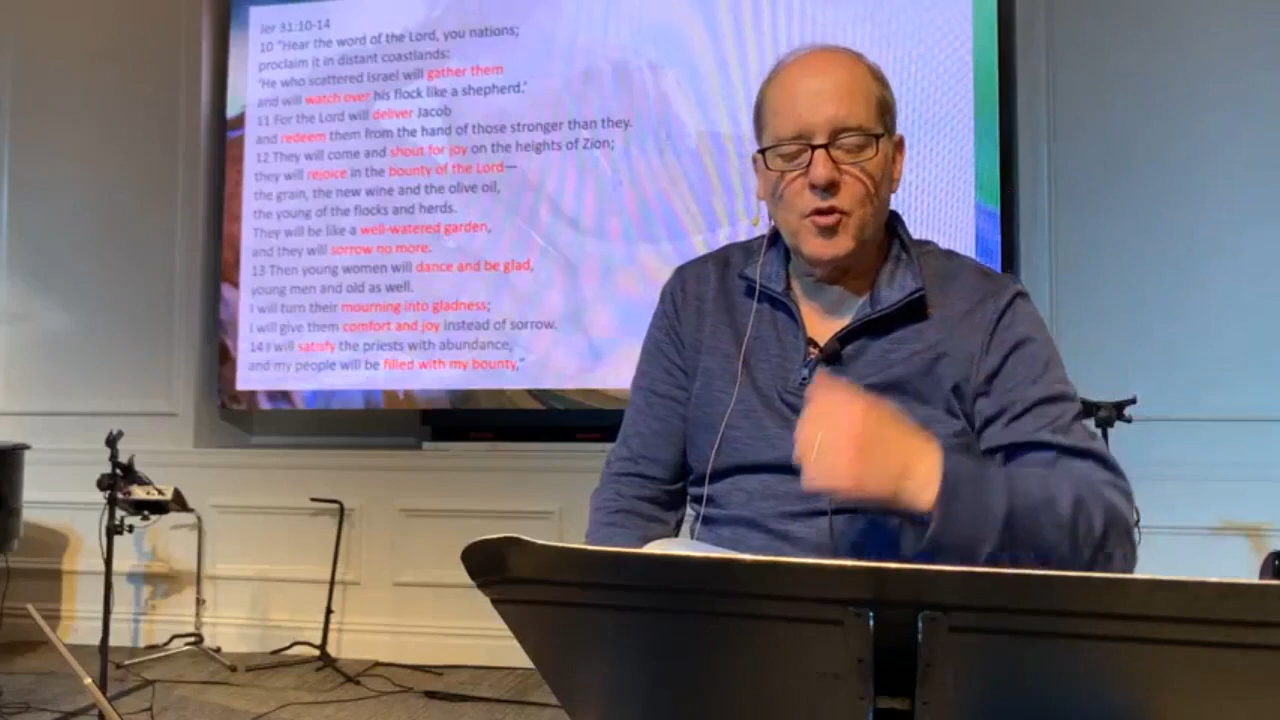 Jer 31:10-14
10 "Hear the word of the Lord, you nations;
proclaim it in distant coastlands:
'He who scattered Israel will gather them
and will watch over his flock like a shepherd.'
11 For the Lord will deliver Jacob
and redeem them from the hand of those stronger than they.
12 They will come and shout for joy on the heights of Zion;
they will rejoice in the bounty of the Lord—
the grain, the new wine and the olive oil,
the young of the flocks and herds.
They will be like a well-watered garden,
and they will sorrow no more.
13 Then young women will dance and be glad,
young men and old as well.
I will turn their mourning into gladness;
I will give them comfort and joy instead of sorrow.
14 I will satisfy the priests with abundance,
and my people will be filled with my bounty,"